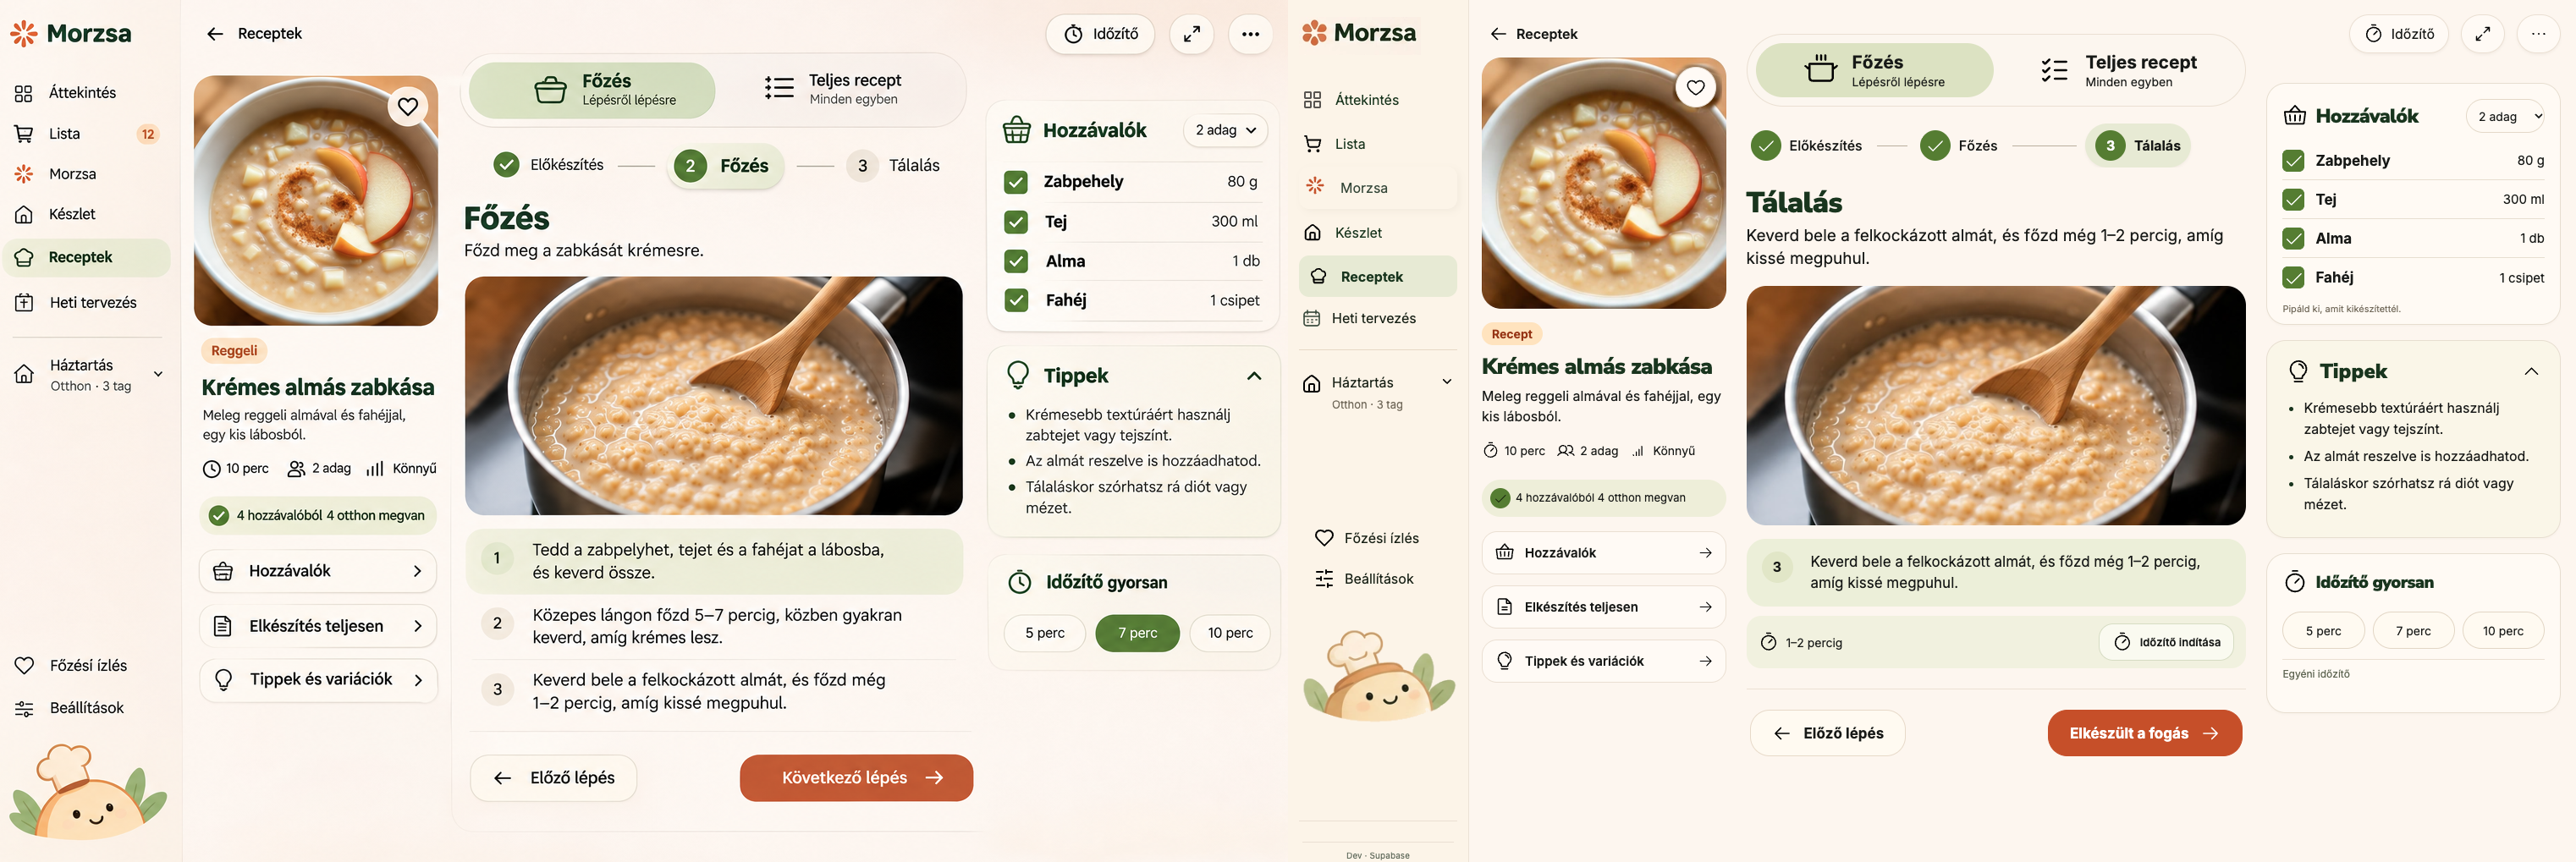 Morzsa
Áttekintés
Lista
12
Morzsa
Készlet
Receptek
Heti tervezés
Háztartás
Otthon · 3 tag
Főzési ízlés
Beállítások
Receptek
Reggeli
Krémes almás zabkása
Meleg reggeli almával és fahéjjal,
egy kis lábosból.
10 perc
2 adag
Könnyű
4 hozzávalóból 4 otthon megvan
Hozzávalók
Elkészítés teljesen
Tippek és variációk
Főzés
Lépésről lépésre
Teljes recept
Minden egyben
Előkészítés
2
Főzés
3
Tálalás
Főzés
Főzd meg a zabkását krémesre.
1
Tedd a zabpelyhet, tejet és a fahéjat a lábosba,
és keverd össze.
2
Közepes lángon főzd 5–7 percig, közben gyakran
keverd, amíg krémes lesz.
3
Keverd bele a felkockázott almát, és főzd még
1–2 percig, amíg kissé megpuhul.
Előző lépés
Következő lépés
Időzítő
Hozzávalók
2 adag
Zabpehely
80 g
Tej
300 ml
Alma
1 db
Fahéj
1 csipet
Tippek
Krémesebb textúráért használj
zabtejet vagy tejszínt.
Az almát reszelve is hozzáadhatod.
Tálaláskor szórhatsz rá diót vagy
mézet.
Időzítő gyorsan
5 perc
7 perc
10 perc
Morzsa
Áttekintés
Lista
Morzsa
Készlet
Receptek
Heti tervezés
Háztartás
Otthon · 3 tag
Főzési ízlés
Beállítások
Dev · Supabase
Receptek
Recept
Krémes almás zabkása
Meleg reggeli almával és fahéjjal, egy
kis lábosból.
10 perc
2 adag
Könnyű
4 hozzávalóból 4 otthon megvan
Hozzávalók
Elkészítés teljesen
Tippek és variációk
Főzés
Lépésről lépésre
Teljes recept
Minden egyben
Előkészítés
Főzés
3
Tálalás
Tálalás
Keverd bele a felkockázott almát, és főzd még 1–2 percig, amíg
kissé megpuhul.
3
Keverd bele a felkockázott almát, és főzd még 1–2 percig,
amíg kissé megpuhul.
1–2 percig
Időzítő indítása
Előző lépés
Elkészült a fogás
Időzítő
Hozzávalók
2 adag
Zabpehely
80 g
Tej
300 ml
Alma
1 db
Fahéj
1 csipet
Pipáld ki, amit kikészítettél.
Tippek
Krémesebb textúráért használj
zabtejet vagy tejszínt.
Az almát reszelve is hozzáadhatod.
Tálaláskor szórhatsz rá diót vagy
mézet.
Időzítő gyorsan
5 perc
7 perc
10 perc
Egyéni időzítő